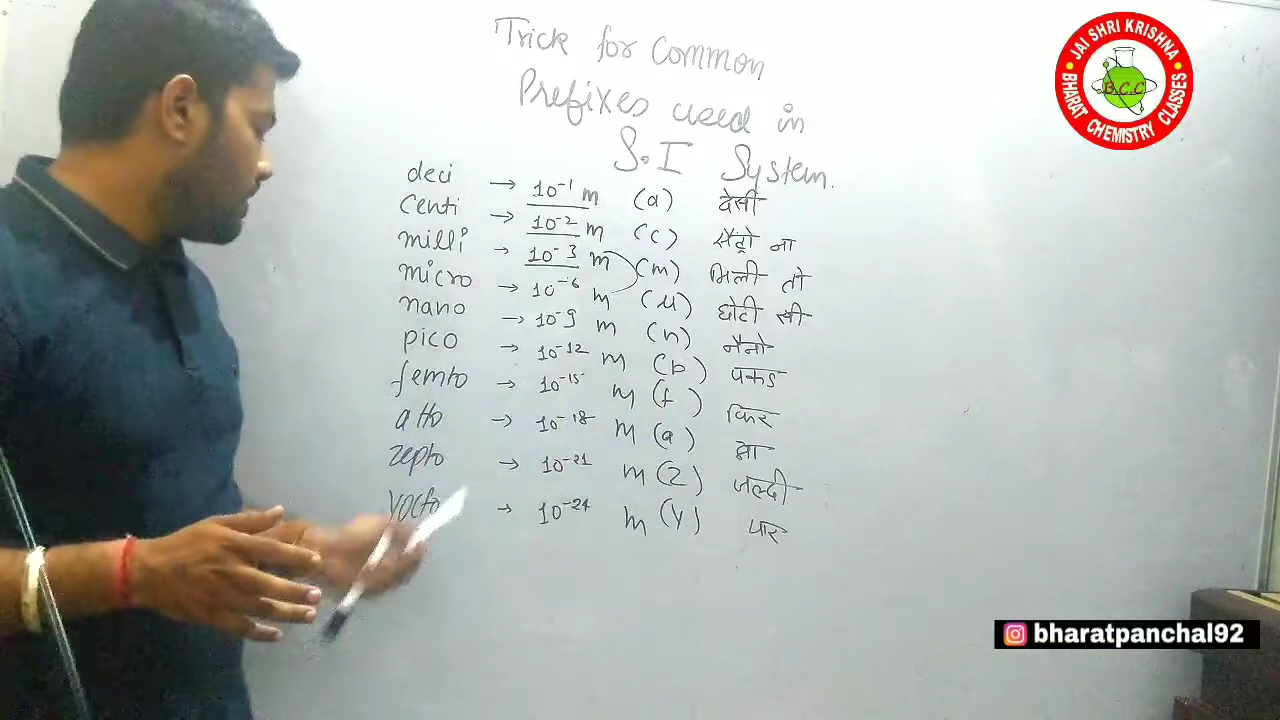 Trick for Common
Prefixes used in
S.I System.
deci → 10⁻¹ m (d) देसी
Centi → 10⁻² m (c) सेंट्रो ना
milli → 10⁻³ m (m) मिली तो
micro → 10⁻⁶ m (μ) छोटी सी
nano → 10⁻⁹ m (n) नैनो
pico → 10⁻¹² m (p) पकड
femto → 10⁻¹⁵ m (f) फिर
atto → 10⁻¹⁸ m (a) आ
zepto → 10⁻²¹ m (z) जल्दी
yocto → 10⁻²⁴ m (y) यार
JAI SHRI KRISHNA
B.C.C
BHARAT CHEMISTRY CLASSES
bharatpanchal92